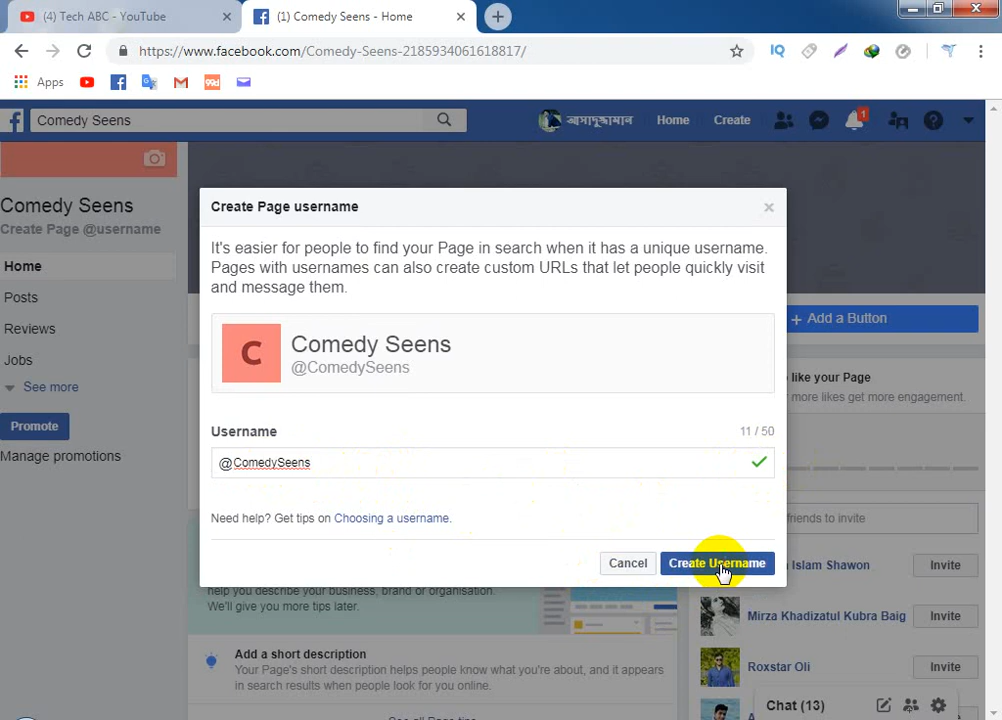 (4) Tech ABC - YouTube
(1) Comedy Seens - Home
https://www.facebook.com/Comedy-Seens-2185934061618817/
IQ
Apps
99d
Comedy Seens
আসাদুজ্জামান
Home
Create
1
Comedy Seens
Create Page @username
Home
Posts
Reviews
Jobs
See more
Promote
Manage promotions
Create Page username
It's easier for people to find your Page in search when it has a unique username.
Pages with usernames can also create custom URLs that let people quickly visit
and message them.
C
Comedy Seens
@ComedySeens
Username
11 / 50
@ComedySeens
Need help? Get tips on Choosing a username.
Cancel
Create Username
+ Add a Button
like your Page
more likes get more engagement.
friends to invite
Islam Shawon
Invite
Mirza Khadizatul Kubra Baig
Invite
Roxstar Oli
Invite
help you describe your business, brand or organisation.
We'll give you more tips later.
Add a short description
Your Page's short description helps people know what you're about, and it appears
in search results when people look for you online.
See all Page tips
Chat (13)